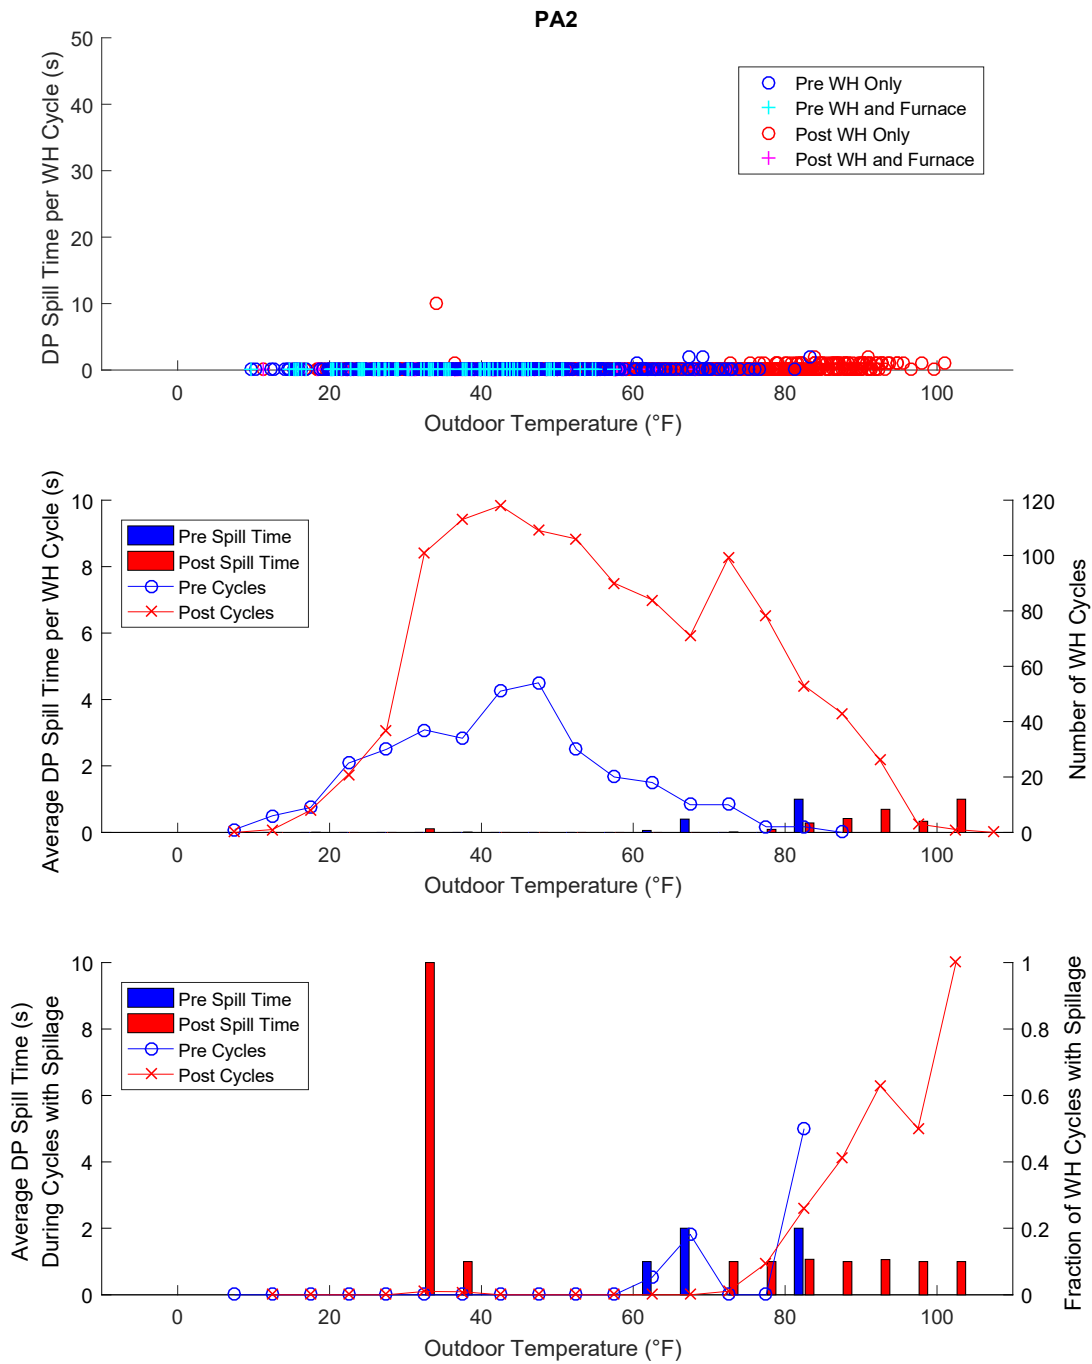 PA2
DP Spill Time per WH Cycle (s)
50
40
30
20
10
0
Pre WH Only
Pre WH and Furnace
Post WH Only
Post WH and Furnace
0 20 40 60 80 100
Outdoor Temperature (°F)
Average DP Spill Time per WH Cycle (s)
10
8
6
4
2
0
Pre Spill Time
Post Spill Time
Pre Cycles
Post Cycles
120
100
80
60
40
20
0
Number of WH Cycles
0 20 40 60 80 100
Outdoor Temperature (°F)
Average DP Spill Time (s)
During Cycles with Spillage
10
8
6
4
2
0
Pre Spill Time
Post Spill Time
Pre Cycles
Post Cycles
1
0.8
0.6
0.4
0.2
0
Fraction of WH Cycles with Spillage
0 20 40 60 80 100
Outdoor Temperature (°F)